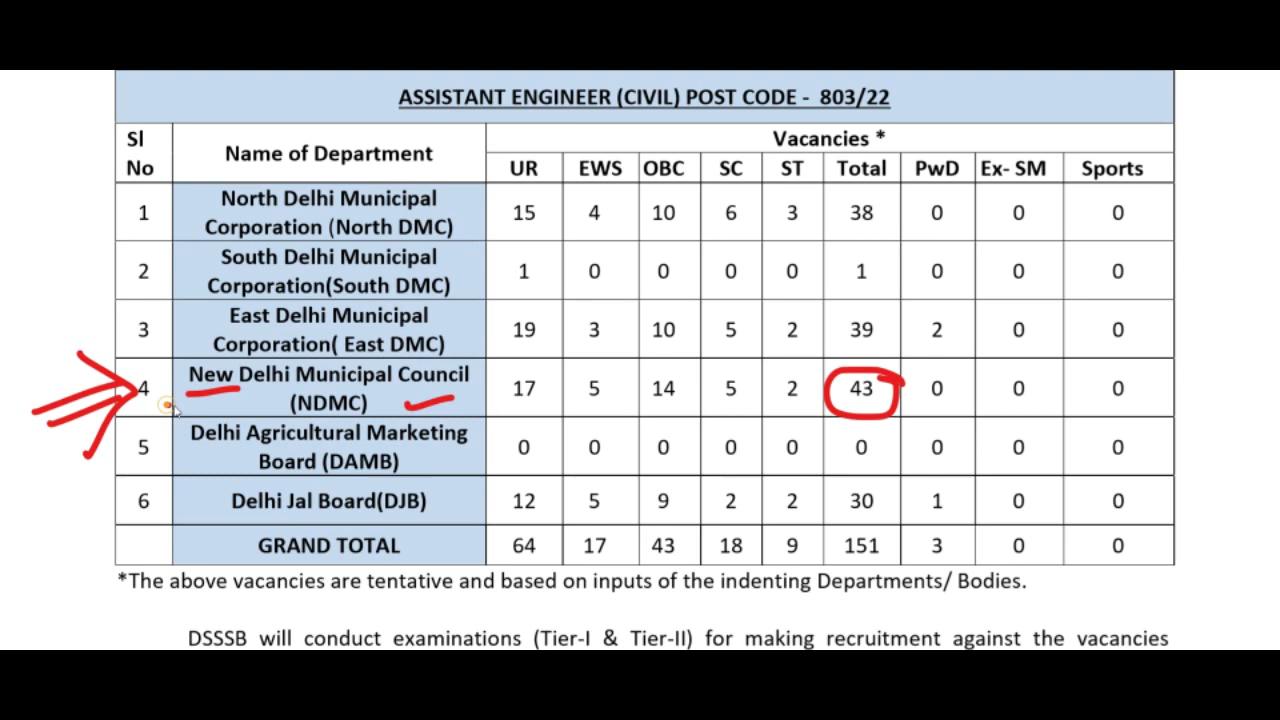 ASSISTANT ENGINEER (CIVIL) POST CODE - 803/22
Sl No Name of Department Vacancies *
UR EWS OBC SC ST Total PwD Ex- SM Sports
1 North Delhi Municipal Corporation (North DMC) 15 4 10 6 3 38 0 0 0
2 South Delhi Municipal Corporation(South DMC) 1 0 0 0 0 1 0 0 0
3 East Delhi Municipal Corporation( East DMC) 19 3 10 5 2 39 2 0 0
4 New Delhi Municipal Council (NDMC) 17 5 14 5 2 43 0 0 0
5 Delhi Agricultural Marketing Board (DAMB) 0 0 0 0 0 0 0 0 0
6 Delhi Jal Board(DJB) 12 5 9 2 2 30 1 0 0
GRAND TOTAL 64 17 43 18 9 151 3 0 0
*The above vacancies are tentative and based on inputs of the indenting Departments/ Bodies.
DSSSB will conduct examinations (Tier-I & Tier-II) for making recruitment against the vacancies